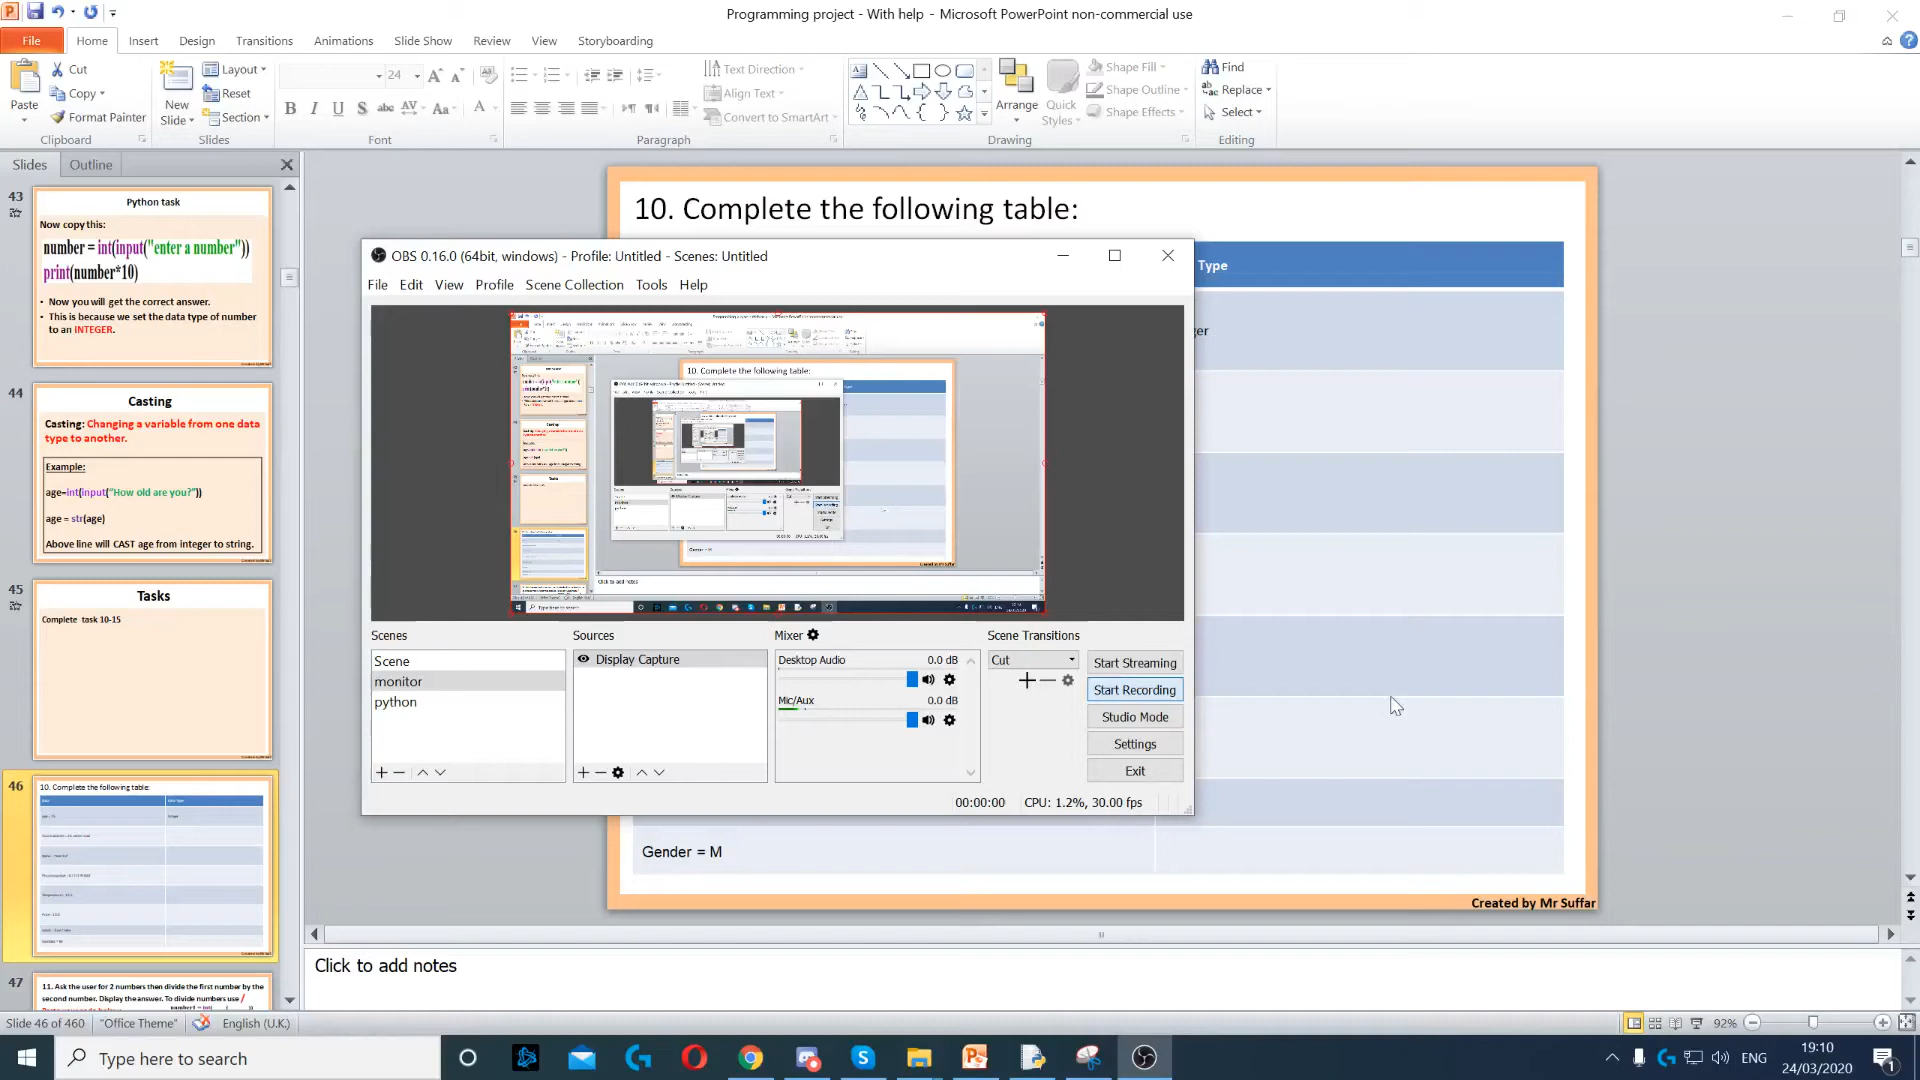 Programming project - With help - Microsoft PowerPoint non-commercial use
File Home Insert Design Transitions Animations Slide Show Review View Storyboarding
Paste
Cut
Copy
Format Painter
Clipboard
New
Slide
Layout
Reset
Section
Slides
24
Font
Text Direction
Align Text
Convert to SmartArt
Paragraph
Arrange
Quick
Styles
Shape Fill
Shape Outline
Shape Effects
Drawing
Find
Replace
Select
Editing
Slides Outline
43
Python task
Now copy this:
number = int(input("enter a number"))
print(number*10)
• Now you will get the correct answer.
• This is because we set the data type of number
to an INTEGER.
44
Casting
Casting: Changing a variable from one data
type to another.
Example:
age=int(input("How old are you?"))
age = str(age)
Above line will CAST age from integer to string.
45
Tasks
Complete task 10-15
46
10. Complete the following table:
47
11. Ask the user for 2 numbers then divide the first number by the
second number. Display the answer. To divide numbers use /
10. Complete the following table:
Type
ger
Gender = M
Created by Mr Suffar
OBS 0.16.0 (64bit, windows) - Profile: Untitled - Scenes: Untitled
File Edit View Profile Scene Collection Tools Help
10. Complete the following table:
Gender = M
Click to add notes
Scenes
Scene
monitor
python
Sources
Display Capture
Mixer
Desktop Audio 0.0 dB
Mic/Aux 0.0 dB
Scene Transitions
Cut
Start Streaming
Start Recording
Studio Mode
Settings
Exit
00:00:00 CPU: 1.2%, 30.00 fps
Click to add notes
Slide 46 of 460 "Office Theme" English (U.K.)
92%
Type here to search
ENG
19:10
24/03/2020
1